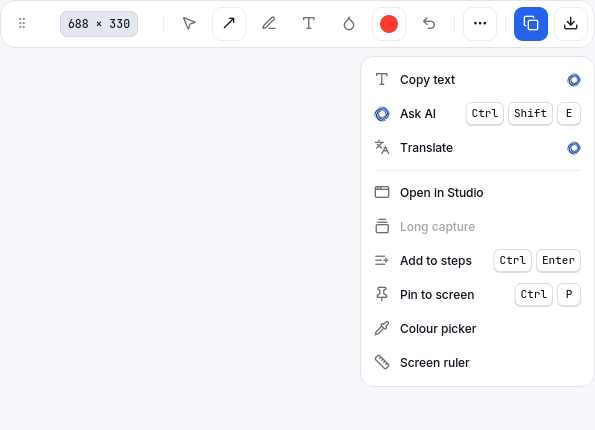 688 × 330
Copy text
Ask AI Ctrl Shift E
Translate
Open in Studio
Long capture
Add to steps Ctrl Enter
Pin to screen Ctrl P
Colour picker
Screen ruler